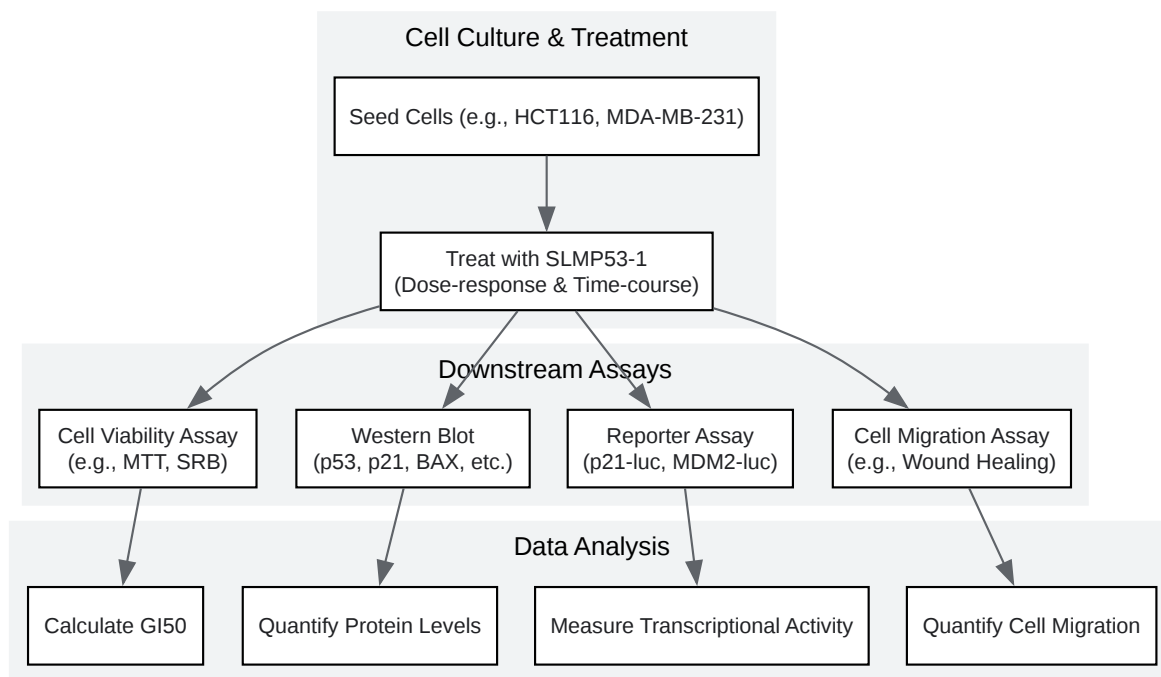 Cell Culture & Treatment
Seed Cells (e.g., HCT116, MDA-MB-231)
Treat with SLMP53-1
(Dose-response & Time-course)
Downstream Assays
Cell Viability Assay
(e.g., MTT, SRB)
Western Blot
(p53, p21, BAX, etc.)
Reporter Assay
(p21-luc, MDM2-luc)
Cell Migration Assay
(e.g., Wound Healing)
Data Analysis
Calculate GI50
Quantify Protein Levels
Measure Transcriptional Activity
Quantify Cell Migration